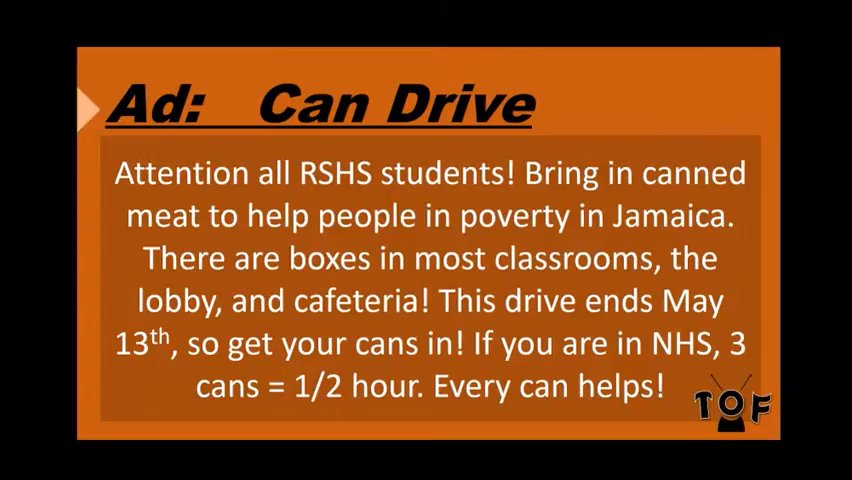 Ad: Can Drive
Attention all RSHS students! Bring in canned
meat to help people in poverty in Jamaica.
There are boxes in most classrooms, the
lobby, and cafeteria! This drive ends May
13th, so get your cans in! If you are in NHS, 3
cans = 1/2 hour. Every can helps!
TOF